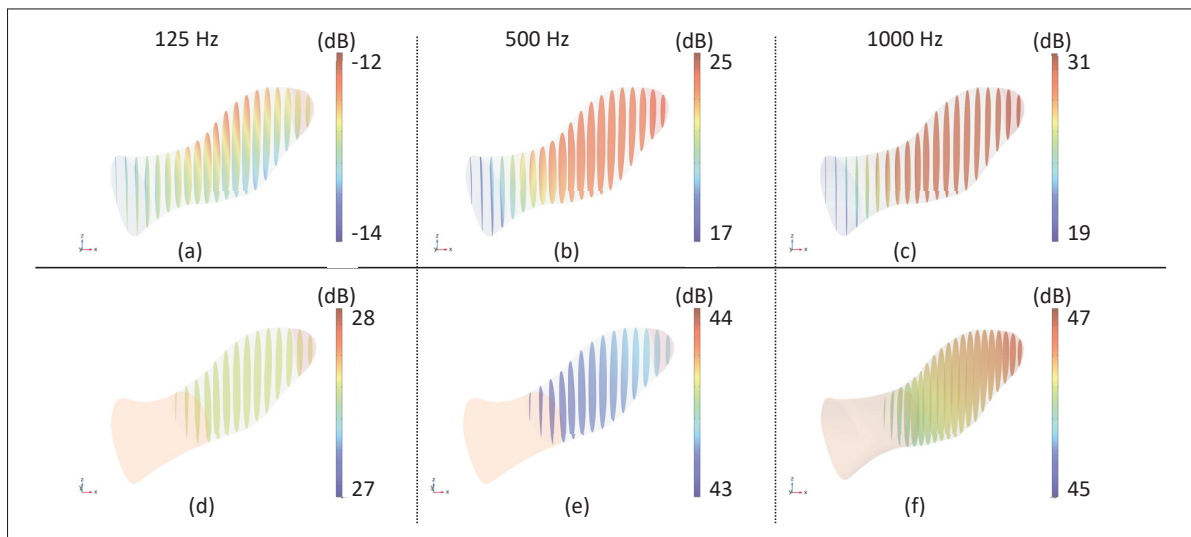 125 Hz (dB) 500 Hz (dB) 1000 Hz (dB)
-12 25 31
-14 17 19
z y x z y x z y x
(a) (b) (c)
(dB) (dB) (dB)
28 44 47
27 43 45
z y x z y x z y x
(d) (e) (f)